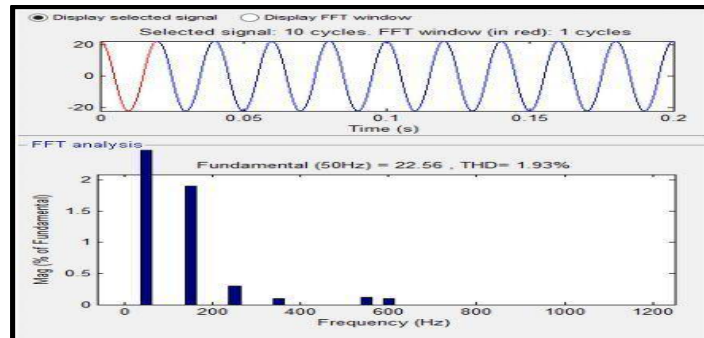 Display selected signal Display FFT window
Selected signal: 10 cycles. FFT window (in red): 1 cycles
20
0
-20
0 0.05 0.1 0.15 0.2
Time (s)
FFT analysis
Fundamental (50Hz) = 22.56 , THD= 1.93%
Mag (% of Fundamental)
2
1.5
1
0.5
0
0 200 400 600 800 1000 1200
Frequency (Hz)